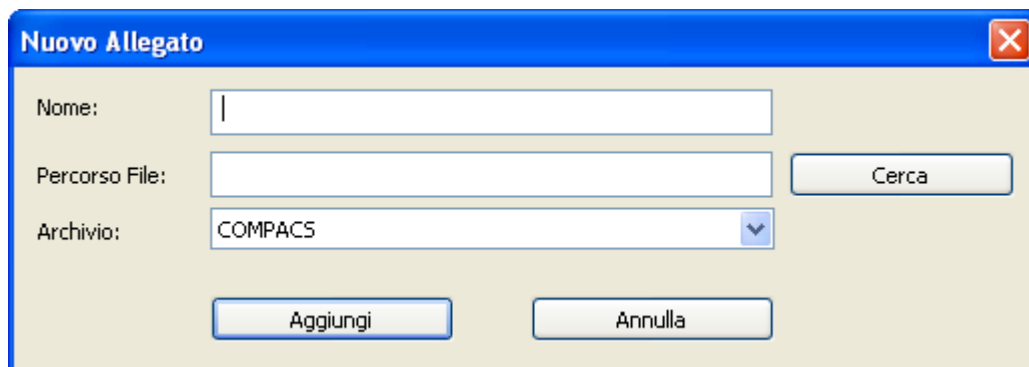 Nuovo Allegato
Nome:
Percorso File:
Cerca
Archivio:
COMPACS
Aggiungi
Annulla